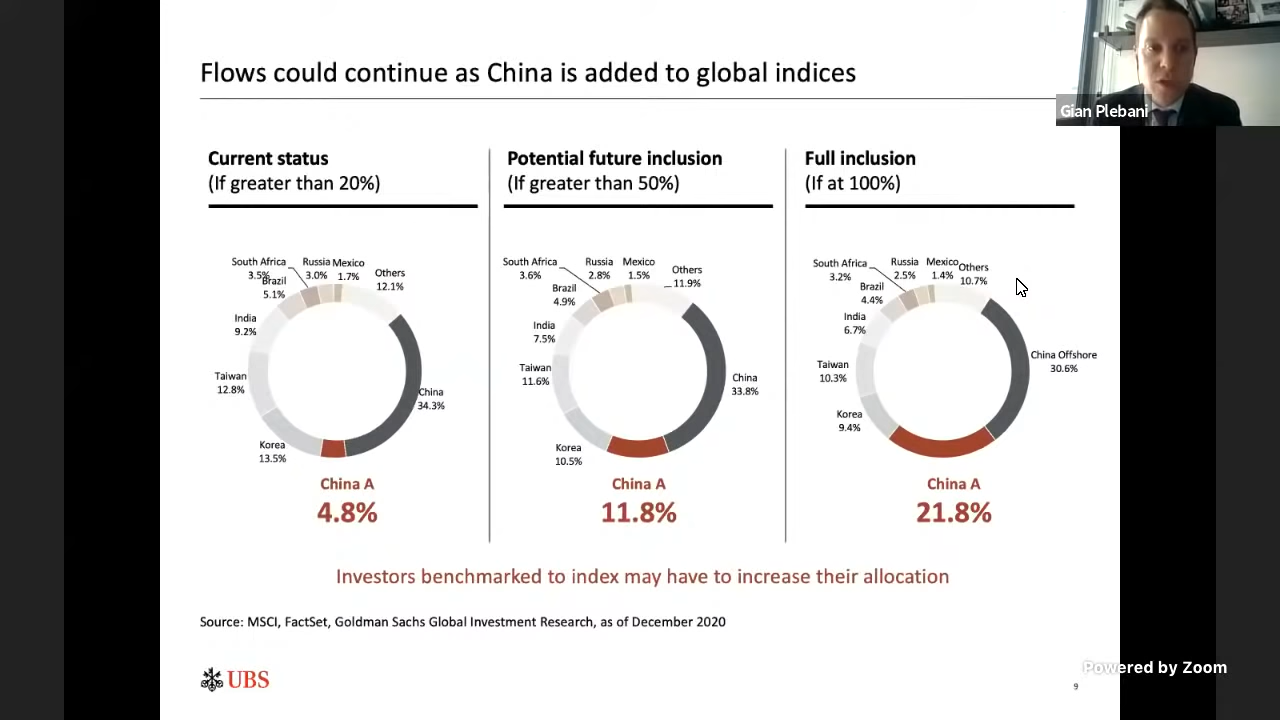 Flows could continue as China is added to global indices
Gian Plebani
Current status
(If greater than 20%)
South Africa
3.5%
Russia
3.0%
Mexico
1.7%
Others
12.1%
Brazil
5.1%
India
9.2%
Taiwan
12.8%
China
34.3%
Korea
13.5%
China A
4.8%
Potential future inclusion
(If greater than 50%)
South Africa
3.6%
Russia
2.8%
Mexico
1.5%
Others
11.9%
Brazil
4.9%
India
7.5%
Taiwan
11.6%
China
33.8%
Korea
10.5%
China A
11.8%
Full inclusion
(If at 100%)
South Africa
3.2%
Russia
2.5%
Mexico
1.4%
Others
10.7%
Brazil
4.4%
India
6.7%
China Offshore
30.6%
Taiwan
10.3%
Korea
9.4%
China A
21.8%
Investors benchmarked to index may have to increase their allocation
Source: MSCI, FactSet, Goldman Sachs Global Investment Research, as of December 2020
UBS
Powered by Zoom
9